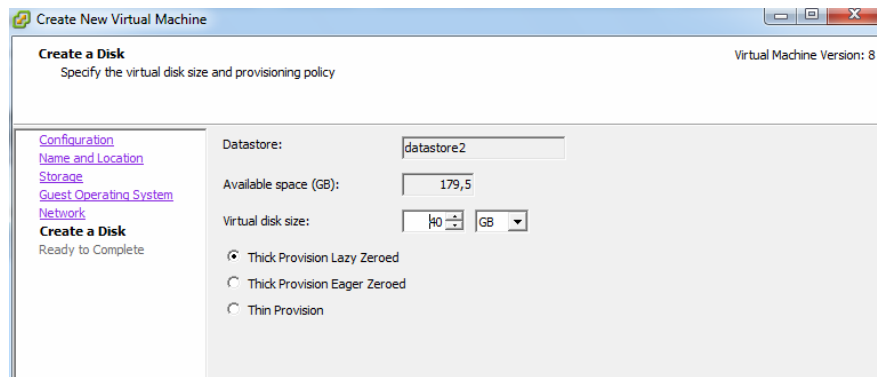 Create New Virtual Machine
Create a Disk
Specify the virtual disk size and provisioning policy
Virtual Machine Version: 8
Configuration
Name and Location
Storage
Guest Operating System
Network
Create a Disk
Ready to Complete
Datastore: datastore2
Available space (GB): 179,5
Virtual disk size: 40 GB
Thick Provision Lazy Zeroed
Thick Provision Eager Zeroed
Thin Provision